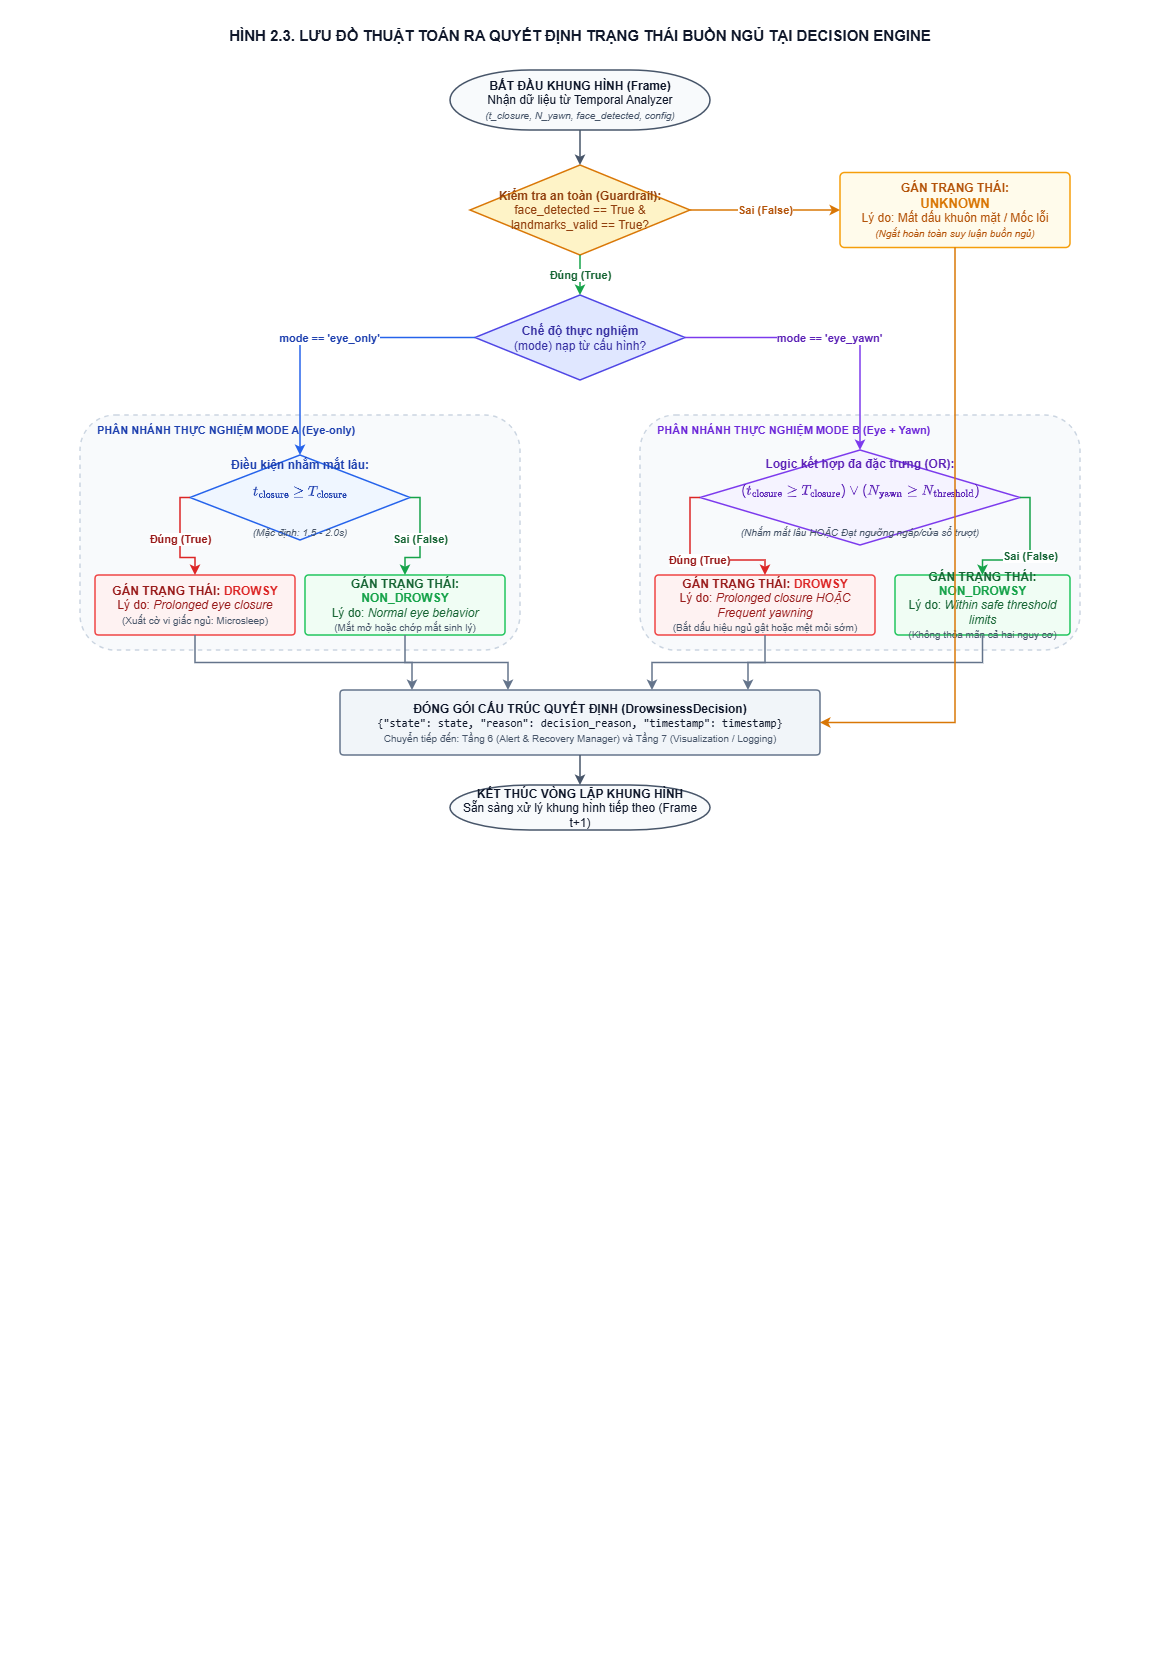 HÌNH 2.3. LƯU ĐỒ THUẬT TOÁN RA QUYẾT ĐỊNH TRẠNG THÁI BUỒN NGỦ TẠI DECISION ENGINE
BẮT ĐẦU KHUNG HÌNH (Frame)
Nhận dữ liệu từ Temporal Analyzer
(t_closure, N_yawn, face_detected, config)
Kiểm tra an toàn (Guardrail):
face_detected == True &
landmarks_valid == True?
Sai (False)
GÁN TRẠNG THÁI:
UNKNOWN
Lý do: Mất dấu khuôn mặt / Mốc lỗi
(Ngắt hoàn toàn suy luận buồn ngủ)
Đúng (True)
Chế độ thực nghiệm
(mode) nạp từ cấu hình?
mode == 'eye_only'
mode == 'eye_yawn'
PHÂN NHÁNH THỰC NGHIỆM MODE A (Eye-only)
Điều kiện nhắm mắt lâu:
t_closure ≥ T_closure
(Mặc định: 1.5 - 2.0s)
Đúng (True)
Sai (False)
GÁN TRẠNG THÁI: DROWSY
Lý do: Prolonged eye closure
(Xuất cờ vi giấc ngủ: Microsleep)
GÁN TRẠNG THÁI:
NON_DROWSY
Lý do: Normal eye behavior
(Mắt mở hoặc chớp mắt sinh lý)
PHÂN NHÁNH THỰC NGHIỆM MODE B (Eye + Yawn)
Logic kết hợp đa đặc trưng (OR):
(t_closure ≥ T_closure) ∨ (N_yawn ≥ N_threshold)
(Nhắm mắt lâu HOẶC Đạt ngưỡng ngáp/cửa sổ trượt)
Đúng (True)
Sai (False)
GÁN TRẠNG THÁI: DROWSY
Lý do: Prolonged closure HOẶC
Frequent yawning
(Bắt dấu hiệu ngủ gật hoặc mệt mỏi sớm)
GÁN TRẠNG THÁI:
NON_DROWSY
Lý do: Within safe threshold
limits
(Không thỏa mãn cả hai nguy cơ)
ĐÓNG GÓI CẤU TRÚC QUYẾT ĐỊNH (DrowsinessDecision)
{"state": state, "reason": decision_reason, "timestamp": timestamp}
Chuyển tiếp đến: Tầng 6 (Alert & Recovery Manager) và Tầng 7 (Visualization / Logging)
KẾT THÚC VÒNG LẶP KHUNG HÌNH
Sẵn sàng xử lý khung hình tiếp theo (Frame
t+1)